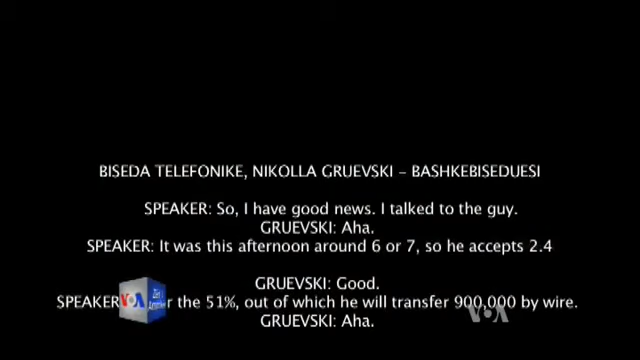 BISEDA TELEFONIKE, NIKOLLA GRUEVSKI – BASHKEBISEDUESI
SPEAKER: So, I have good news. I talked to the guy.
GRUEVSKI: Aha.
SPEAKER: It was this afternoon around 6 or 7, so he accepts 2.4
GRUEVSKI: Good.
SPEAKER the 51%, out of which he will transfer 900,000 by wire.
GRUEVSKI: Aha.
VOA
VOA